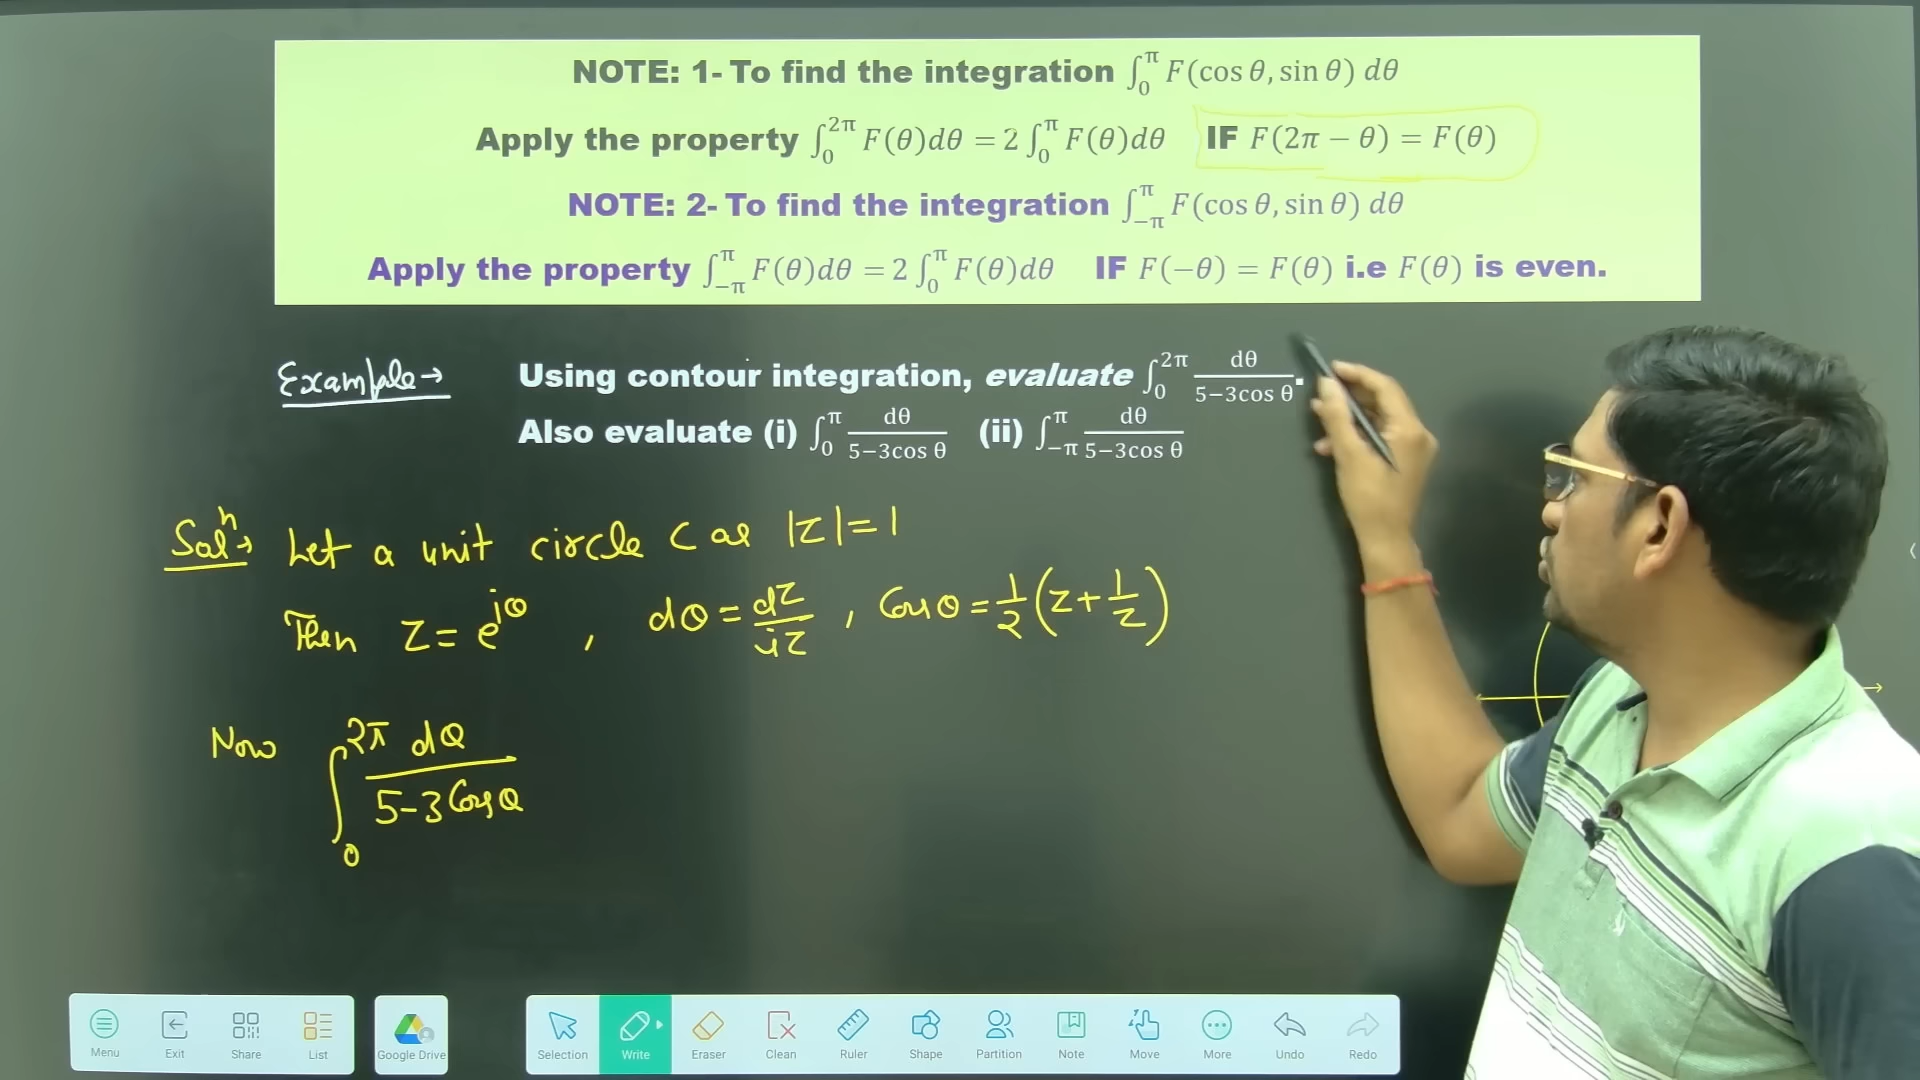 NOTE: 1- To find the integration ∫₀^π F(cos θ, sin θ) dθ
Apply the property ∫₀^2π F(θ)dθ = 2 ∫₀^π F(θ)dθ IF F(2π − θ) = F(θ)
NOTE: 2- To find the integration ∫₋π^π F(cos θ, sin θ) dθ
Apply the property ∫₋π^π F(θ)dθ = 2 ∫₀^π F(θ)dθ IF F(−θ) = F(θ) i.e F(θ) is even.
Example→ Using contour integration, evaluate ∫₀^2π dθ/(5−3cos θ).
Also evaluate (i) ∫₀^π dθ/(5−3cos θ) (ii) ∫₋π^π dθ/(5−3cos θ)
Solⁿ→ Let a unit circle C as |z|=1
Then z = e^iθ , dθ = dz/iz , Cosθ = 1/2 (z + 1/z)
Now ∫₀^2π dθ/(5−3Cosθ)
Menu Exit Share List Google Drive Selection Write Eraser Clean Ruler Shape Partition Note Move More Undo Redo